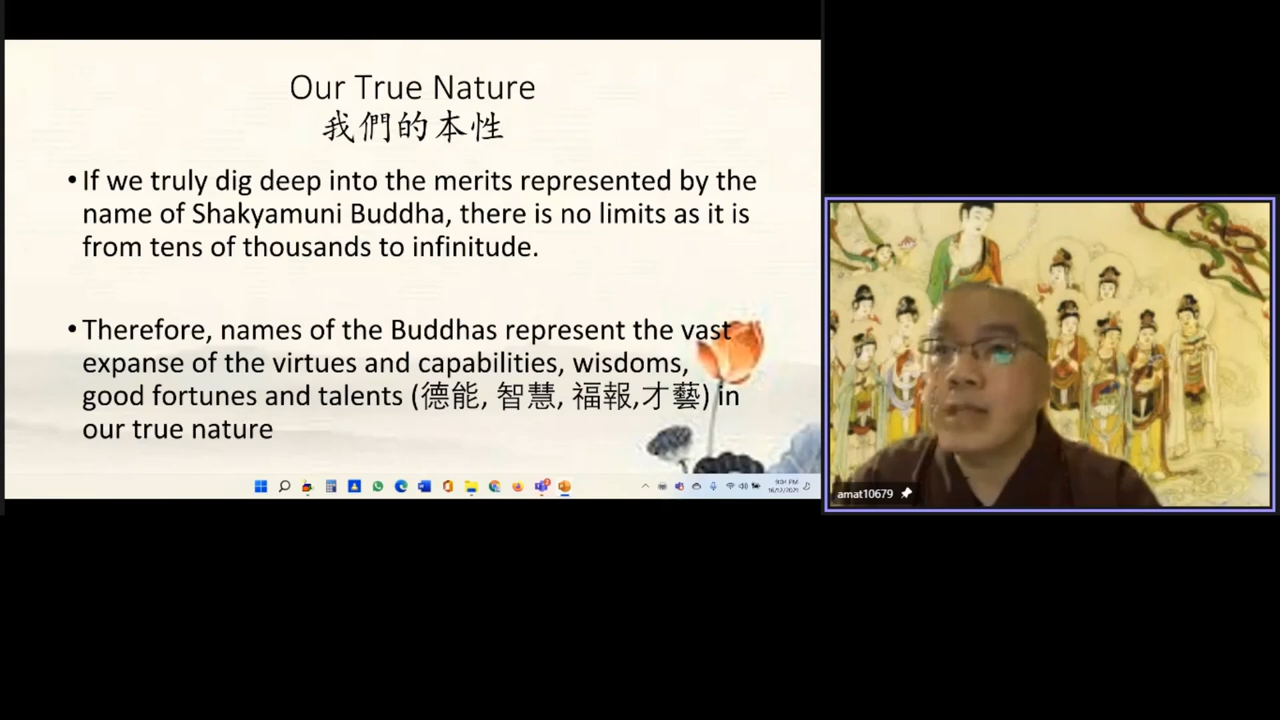 Our True Nature
我們的本性
•If we truly dig deep into the merits represented by the
name of Shakyamuni Buddha, there is no limits as it is
from tens of thousands to infinitude.
•Therefore, names of the Buddhas represent the vast
expanse of the virtues and capabilities, wisdoms,
good fortunes and talents (德能, 智慧, 福報,才藝) in
our true nature
amat10679